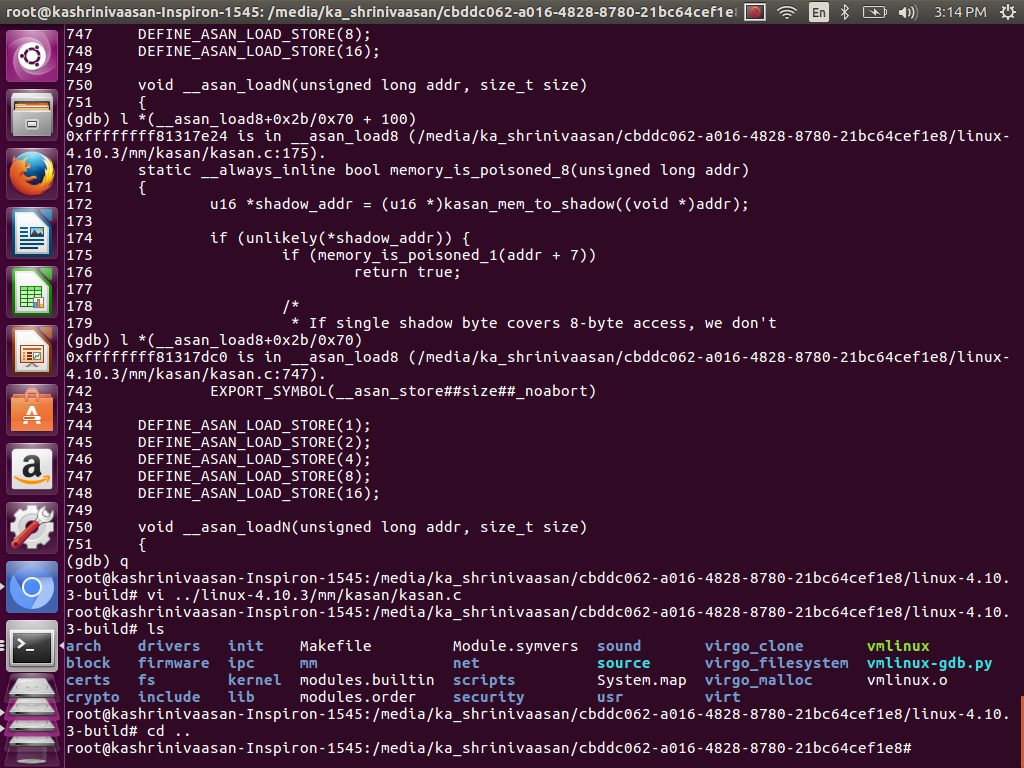 root@kashrinivaasan-Inspiron-1545: /media/ka_shrinivaasan/cbddc062-a016-4828-8780-21bc64cef1e8 En 3:14 PM
747 DEFINE_ASAN_LOAD_STORE(8);
748 DEFINE_ASAN_LOAD_STORE(16);
749
750 void __asan_loadN(unsigned long addr, size_t size)
751 {
(gdb) l *(__asan_load8+0x2b/0x70 + 100)
0xffffffff81317e24 is in __asan_load8 (/media/ka_shrinivaasan/cbddc062-a016-4828-8780-21bc64cef1e8/linux-
4.10.3/mm/kasan/kasan.c:175).
170 static __always_inline bool memory_is_poisoned_8(unsigned long addr)
171 {
172 u16 *shadow_addr = (u16 *)kasan_mem_to_shadow((void *)addr);
173
174 if (unlikely(*shadow_addr)) {
175 if (memory_is_poisoned_1(addr + 7))
176 return true;
177
178 /*
179 * If single shadow byte covers 8-byte access, we don't
(gdb) l *(__asan_load8+0x2b/0x70)
0xffffffff81317dc0 is in __asan_load8 (/media/ka_shrinivaasan/cbddc062-a016-4828-8780-21bc64cef1e8/linux-
4.10.3/mm/kasan/kasan.c:747).
742 EXPORT_SYMBOL(__asan_store##size##_noabort)
743
744 DEFINE_ASAN_LOAD_STORE(1);
745 DEFINE_ASAN_LOAD_STORE(2);
746 DEFINE_ASAN_LOAD_STORE(4);
747 DEFINE_ASAN_LOAD_STORE(8);
748 DEFINE_ASAN_LOAD_STORE(16);
749
750 void __asan_loadN(unsigned long addr, size_t size)
751 {
(gdb) q
root@kashrinivaasan-Inspiron-1545:/media/ka_shrinivaasan/cbddc062-a016-4828-8780-21bc64cef1e8/linux-4.10.
3-build# vi ../linux-4.10.3/mm/kasan/kasan.c
root@kashrinivaasan-Inspiron-1545:/media/ka_shrinivaasan/cbddc062-a016-4828-8780-21bc64cef1e8/linux-4.10.
3-build# ls
arch drivers init Makefile Module.symvers sound virgo_clone vmlinux
block firmware ipc mm net source virgo_filesystem vmlinux-gdb.py
certs fs kernel modules.builtin scripts System.map virgo_malloc vmlinux.o
crypto include lib modules.order security usr virt
root@kashrinivaasan-Inspiron-1545:/media/ka_shrinivaasan/cbddc062-a016-4828-8780-21bc64cef1e8/linux-4.10.
3-build# cd ..
root@kashrinivaasan-Inspiron-1545:/media/ka_shrinivaasan/cbddc062-a016-4828-8780-21bc64cef1e8#